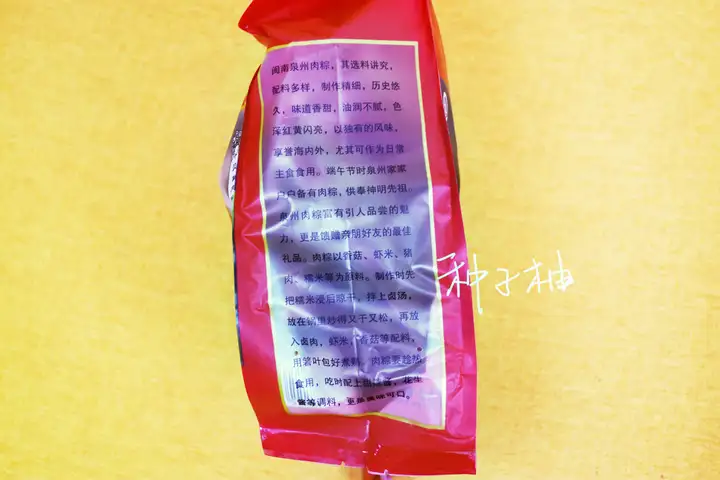 闽南泉州肉粽，其选料讲究，
配料多样，制作精细，历史悠
久，味道香甜，油润不腻，色
泽红黄闪亮，以独有的风味，
享誉海内外，尤其可作为日常
主食食用。端午节时泉州家家
户户备有肉粽，供奉神明先祖。
泉州肉粽富有引人品尝的魅
力，更是馈赠亲朋好友的最佳
礼品。肉粽以香菇、虾米、猪
肉、糯米等为原料。制作时先
把糯米浸后晾干，拌上卤汤，
放在锅里炒得又干又松，再放
入卤肉，虾米，香菇等配料，
用箬叶包好煮熟。肉粽要趁热
食用，吃时配上甜辣酱，花生
酱等调料，更是美味可口。
种子柚